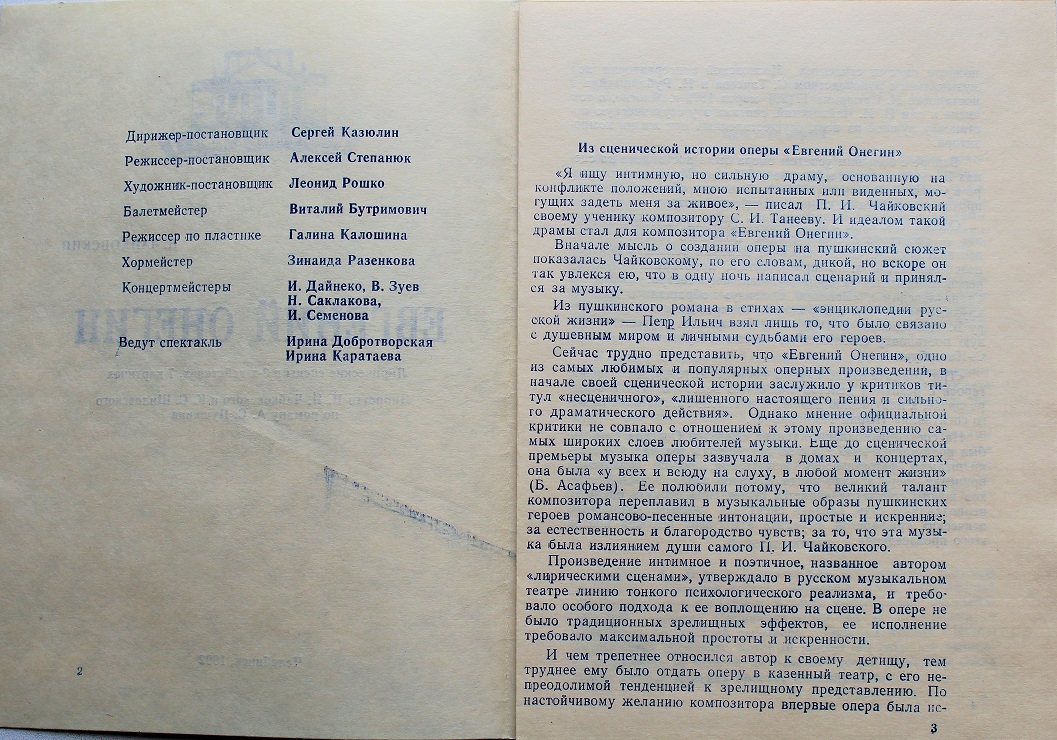 Дирижер-постановщик Сергей Казюлин
Режиссер-постановщик Алексей Степанюк
Художник-постановщик Леонид Рошко
Балетмейстер Виталий Бутримович
Режиссер по пластике Галина Калошина
Хормейстер Зинаида Разенкова
Концертмейстеры И. Дайнеко, В. Зуев
Н. Саклакова,
И. Семенова
Ведут спектакль Ирина Добротворская
Ирина Каратаева
2
Из сценической истории оперы «Евгений Онегин»
«Я ищу интимную, но сильную драму, основанную на
конфликте положений, мною испытанных или виденных, мо-
гущих задеть меня за живое», — писал П. И. Чайковский
своему ученику композитору С. И. Танееву. И идеалом такой
драмы стал для композитора «Евгений Онегин».
Вначале мысль о создании оперы на пушкинский сюжет
показалась Чайковскому, по его словам, дикой, но вскоре он
так увлекся ею, что в одну ночь написал сценарий и принял-
ся за музыку.
Из пушкинского романа в стихах — «энциклопедии рус-
ской жизни» — Петр Ильич взял лишь то, что было связано
с душевным миром и личными судьбами его героев.
Сейчас трудно представить, что «Евгений Онегин», одно
из самых любимых и популярных оперных произведений, в
начале своей сценической истории заслужило у критиков ти-
тул «несценичного», «лишенного настоящего пения и сильно-
го драматического действия». Однако мнение официальной
критики не совпало с отношением к этому произведению са-
мых широких слоев любителей музыки. Еще до сценической
премьеры музыка оперы зазвучала в домах и концертах,
она была «у всех и всюду на слуху, в любой момент жизни»
(Б. Асафьев). Ее полюбили потому, что великий талант
композитора переплавил в музыкальные образы пушкинских
героев романсово-песенные интонации, простые и искренние;
за естественность и благородство чувств; за то, что эта музы-
ка была излиянием души самого П. И. Чайковского.
Произведение интимное и поэтичное, названное автором
«лирическими сценами», утверждало в русском музыкальном
театре линию тонкого психологического реализма, и требо-
вало особого подхода к ее воплощению на сцене. В опере не
было традиционных зрелищных эффектов, ее исполнение
требовало максимальной простоты и искренности.
И чем трепетнее относился автор к своему детищу, тем
труднее ему было отдать оперу в казенный театр, с его не-
преодолимой тенденцией к зрелищному представлению. По
настойчивому желанию композитора впервые опера была ис-
3